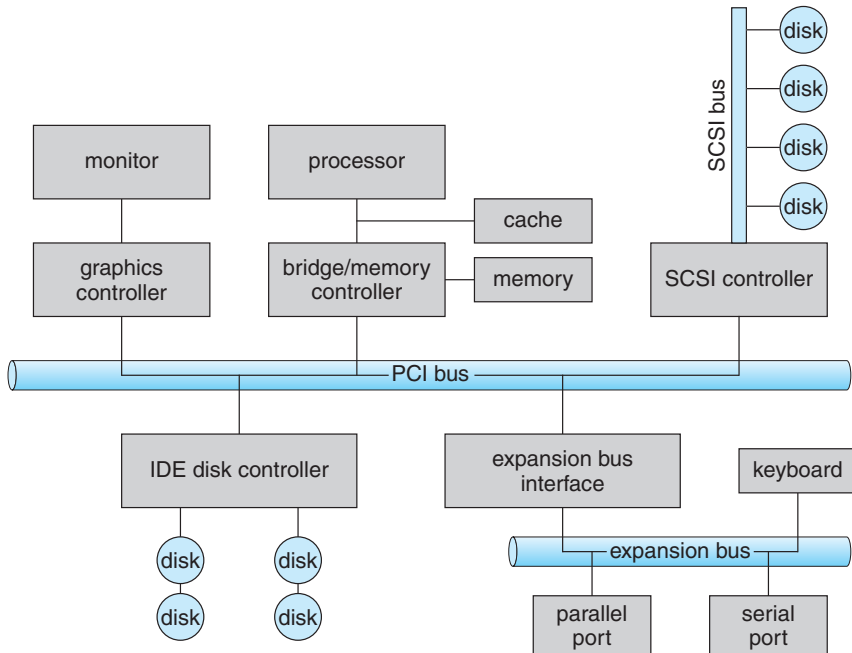 disk
disk
disk
disk
SCSI bus
monitor
processor
cache
graphics
controller
bridge/memory
controller
memory
SCSI controller
PCI bus
IDE disk controller
expansion bus
interface
keyboard
disk
disk
disk
disk
expansion bus
parallel
port
serial
port